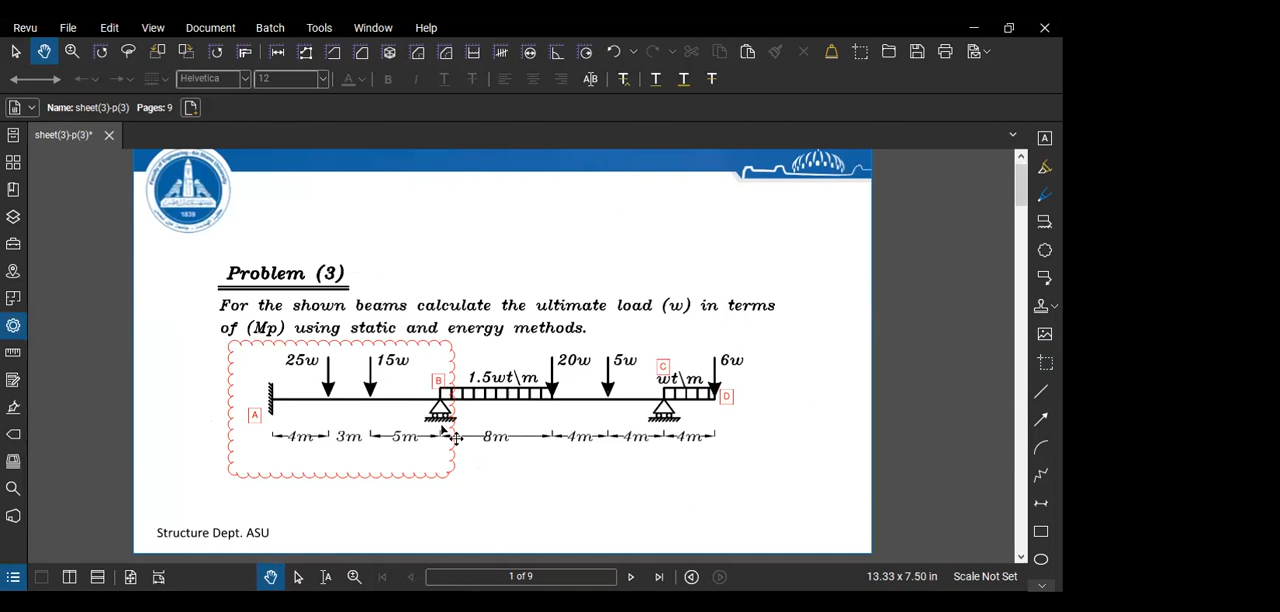 Revu File Edit View Document Batch Tools Window Help
Helvetica 12
Name: sheet(3)-p(3) Pages: 9
sheet(3)-p(3)*
1839
Problem (3)
For the shown beams calculate the ultimate load (w) in terms
of (Mp) using static and energy methods.
25w 15w 20w 5w C 6w
B 1.5wt\m wt\m
A D
4m 3m 5m 8m 4m 4m 4m
Structure Dept. ASU
1 of 9
13.33 x 7.50 in Scale Not Set